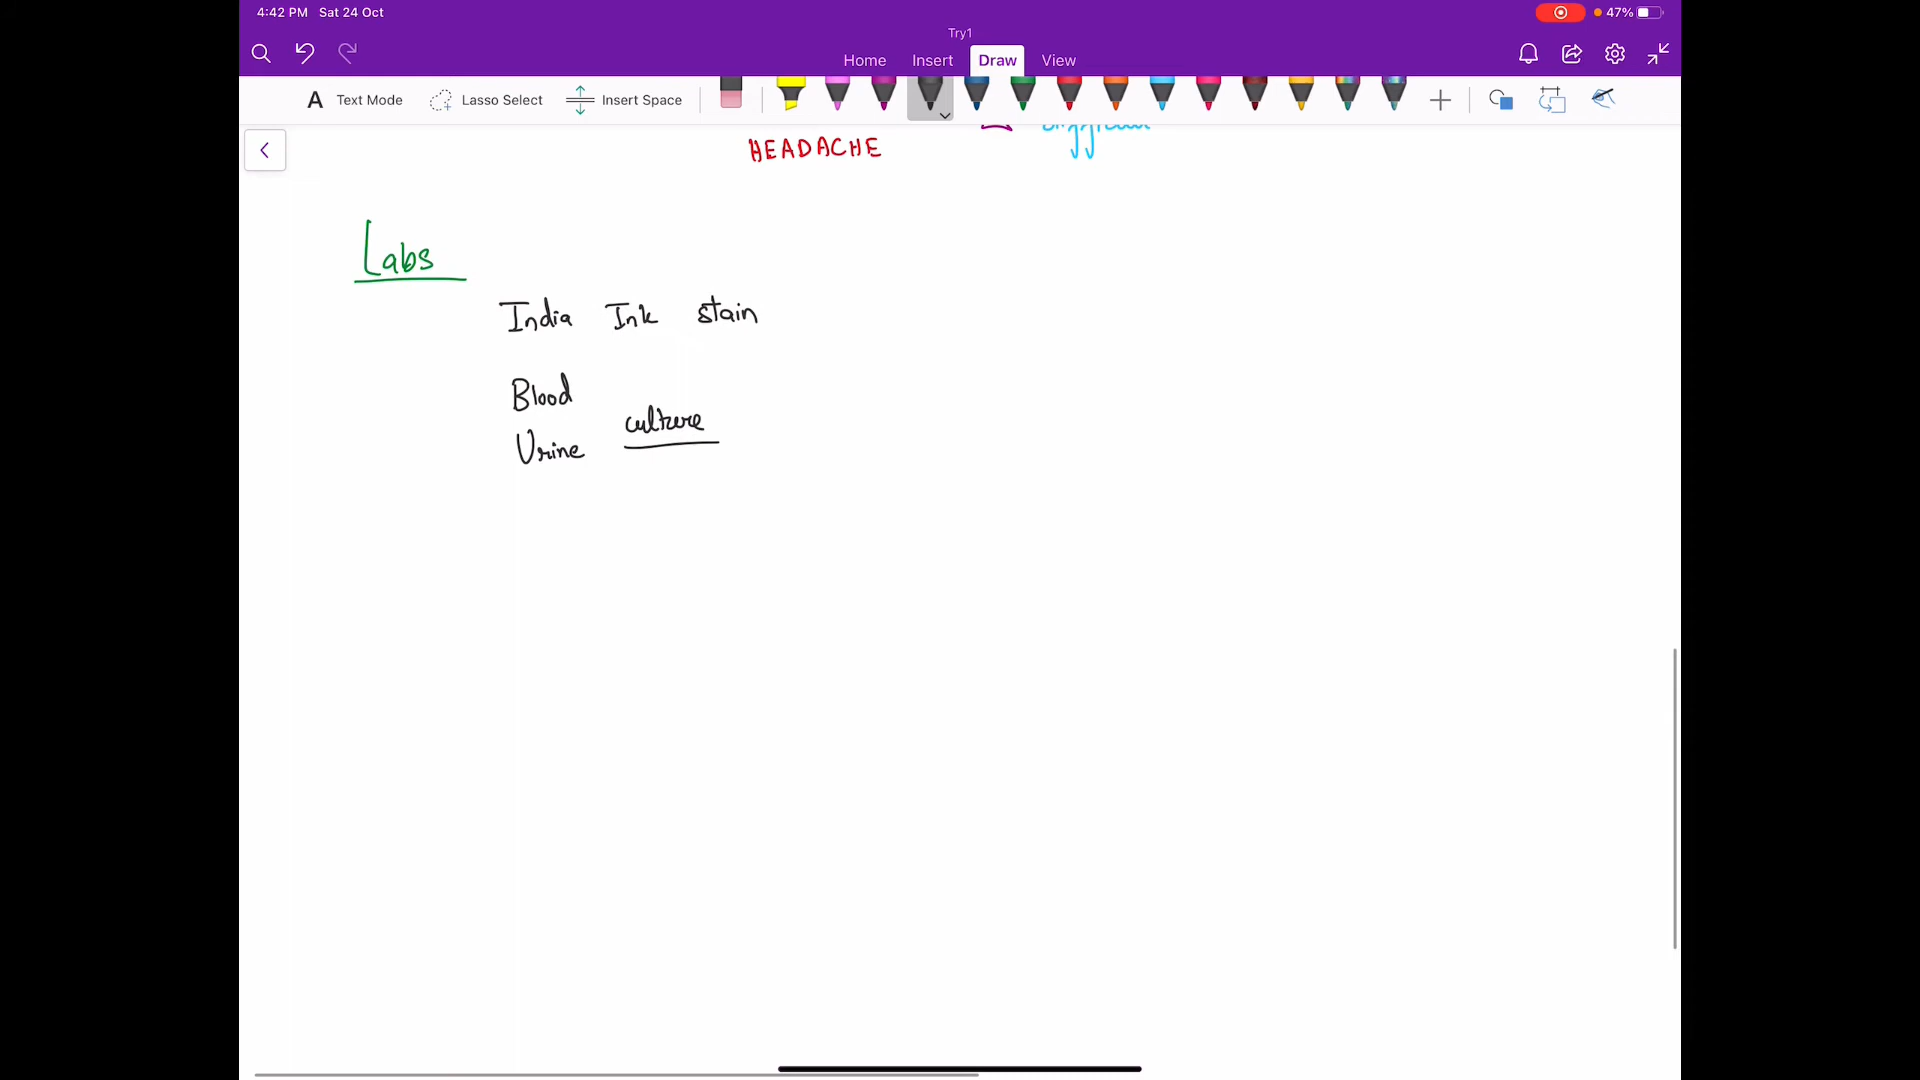 4:42 PM Sat 24 Oct
47%
Try1
Home Insert Draw View
A Text Mode Lasso Select Insert Space
HEADACHE
Labs
India Ink stain
Blood
culture
Urine